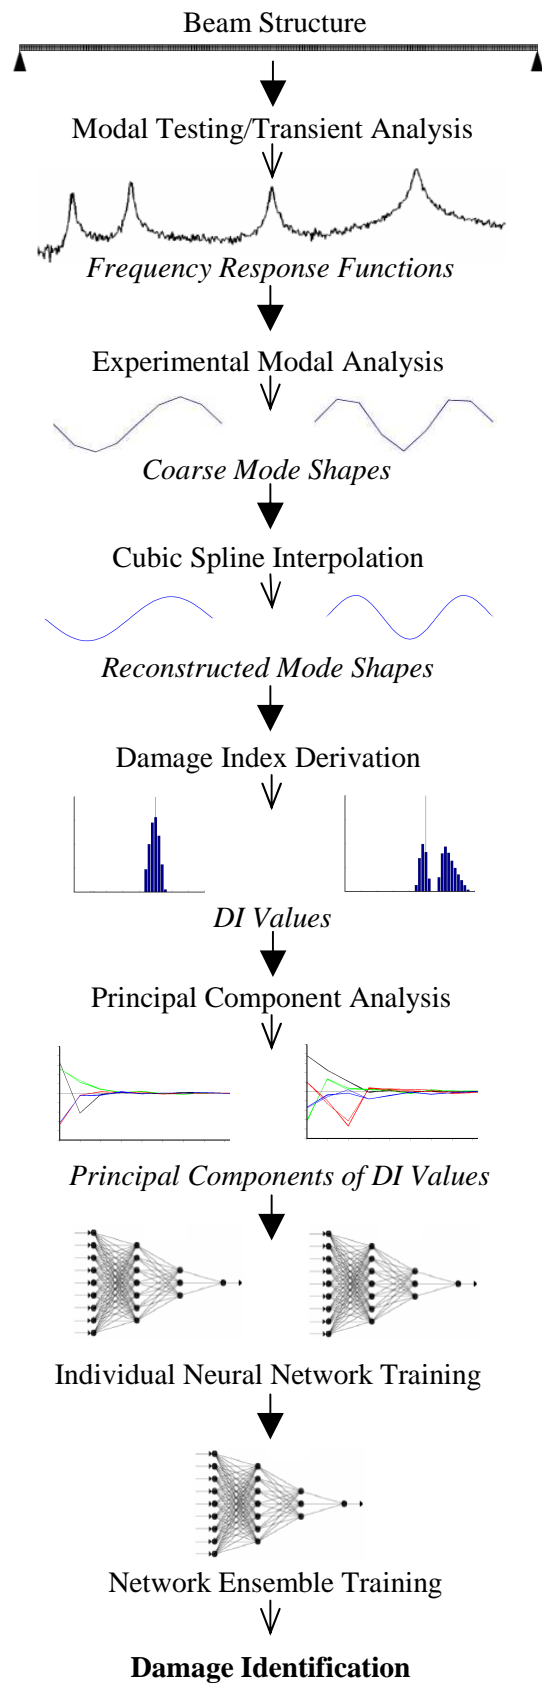 Beam Structure
Modal Testing/Transient Analysis
Frequency Response Functions
Experimental Modal Analysis
Coarse Mode Shapes
Cubic Spline Interpolation
Reconstructed Mode Shapes
Damage Index Derivation
DI Values
Principal Component Analysis
Principal Components of DI Values
Individual Neural Network Training
Network Ensemble Training
Damage Identification